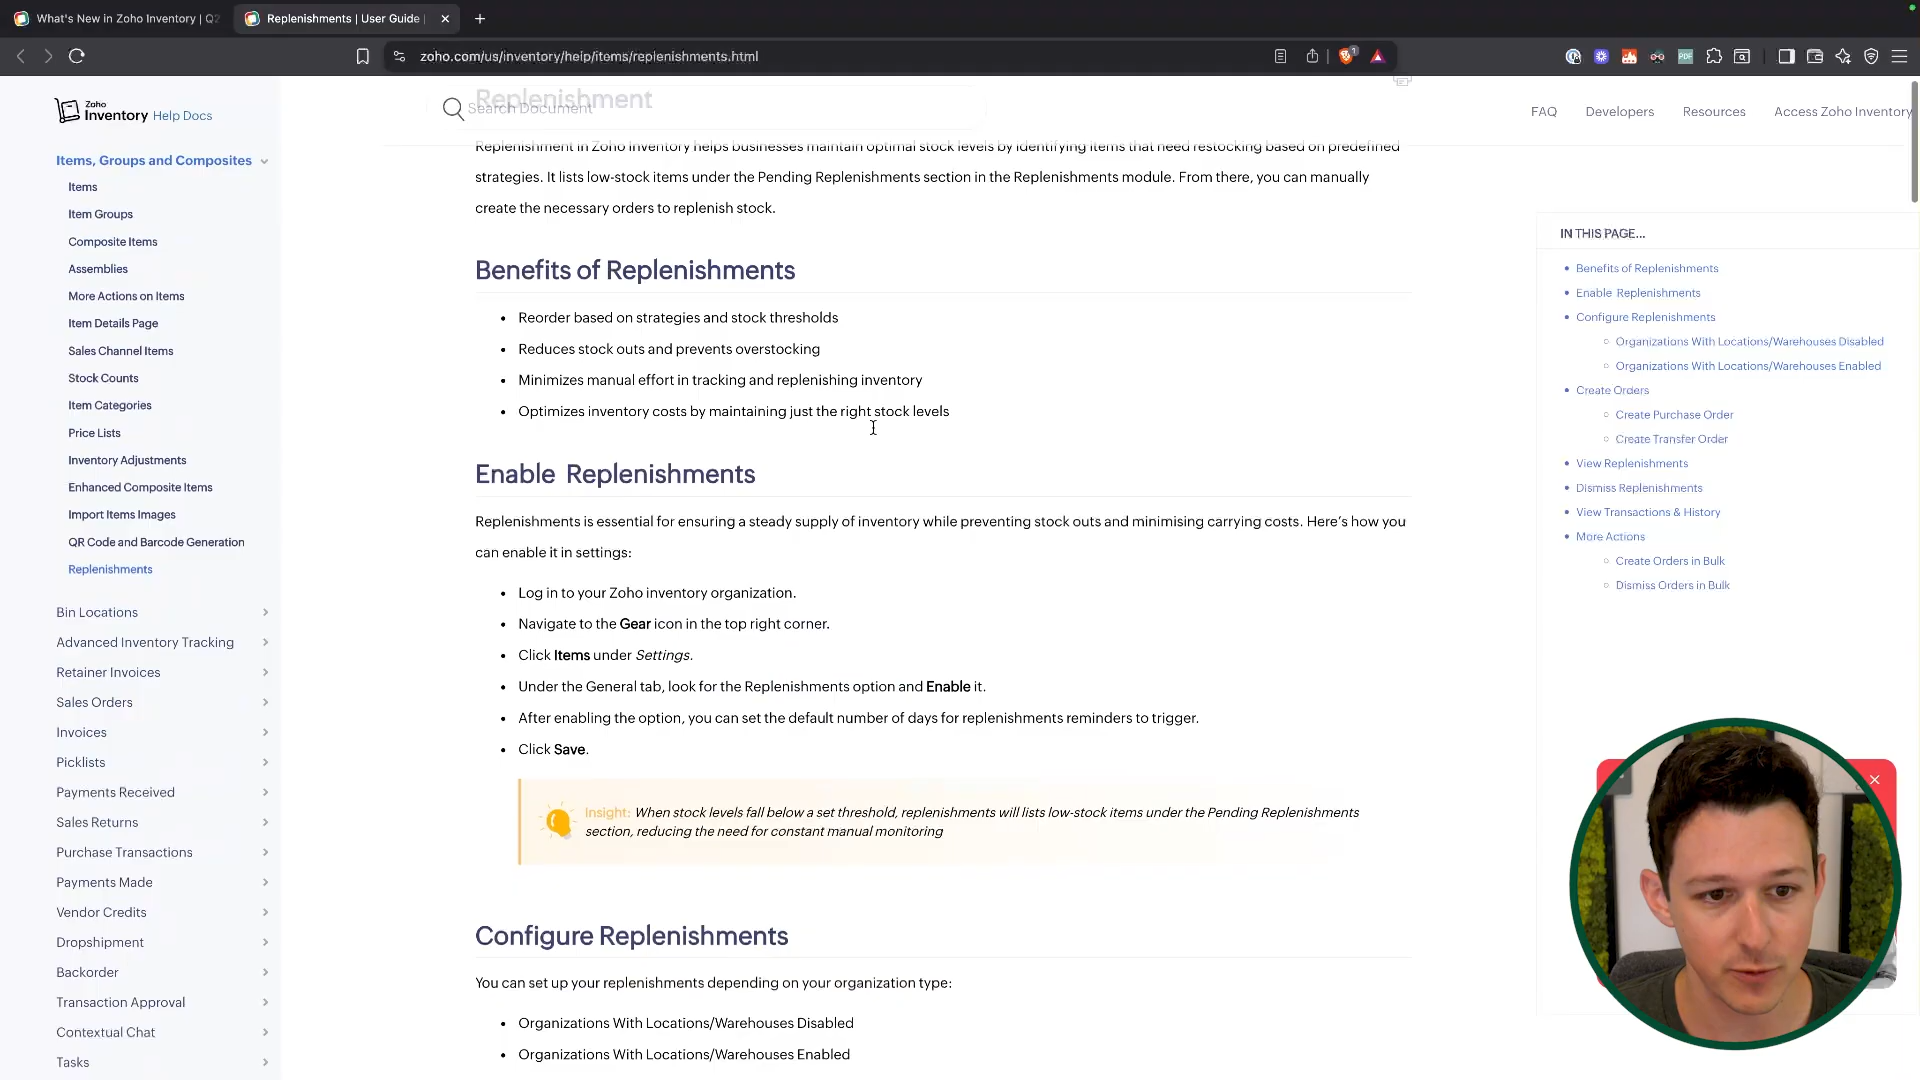 What's New in Zoho Inventory | Q2
Replenishments | User Guide |
zoho.com/us/inventory/help/items/replenishments.html
1
PDF
Zoho
Inventory Help Docs
Search Document
FAQ
Developers
Resources
Access Zoho Inventory
Items, Groups and Composites
Items
Item Groups
Composite Items
Assemblies
More Actions on Items
Item Details Page
Sales Channel Items
Stock Counts
Item Categories
Price Lists
Inventory Adjustments
Enhanced Composite Items
Import Items Images
QR Code and Barcode Generation
Replenishments
Bin Locations
Advanced Inventory Tracking
Retainer Invoices
Sales Orders
Invoices
Picklists
Payments Received
Sales Returns
Purchase Transactions
Payments Made
Vendor Credits
Dropshipment
Backorder
Transaction Approval
Contextual Chat
Tasks
Replenishment
Replenishment in Zoho Inventory helps businesses maintain optimal stock levels by identifying items that need restocking based on predefined
strategies. It lists low-stock items under the Pending Replenishments section in the Replenishments module. From there, you can manually
create the necessary orders to replenish stock.
Benefits of Replenishments
• Reorder based on strategies and stock thresholds
• Reduces stock outs and prevents overstocking
• Minimizes manual effort in tracking and replenishing inventory
• Optimizes inventory costs by maintaining just the right stock levels
Enable Replenishments
Replenishments is essential for ensuring a steady supply of inventory while preventing stock outs and minimising carrying costs. Here's how you
can enable it in settings:
• Log in to your Zoho inventory organization.
• Navigate to the Gear icon in the top right corner.
• Click Items under Settings.
• Under the General tab, look for the Replenishments option and Enable it.
• After enabling the option, you can set the default number of days for replenishments reminders to trigger.
• Click Save.
Insight: When stock levels fall below a set threshold, replenishments will lists low-stock items under the Pending Replenishments
section, reducing the need for constant manual monitoring
Configure Replenishments
You can set up your replenishments depending on your organization type:
• Organizations With Locations/Warehouses Disabled
• Organizations With Locations/Warehouses Enabled
IN THIS PAGE...
• Benefits of Replenishments
• Enable Replenishments
• Configure Replenishments
○ Organizations With Locations/Warehouses Disabled
○ Organizations With Locations/Warehouses Enabled
• Create Orders
○ Create Purchase Order
○ Create Transfer Order
• View Replenishments
• Dismiss Replenishments
• View Transactions & History
• More Actions
○ Create Orders in Bulk
○ Dismiss Orders in Bulk